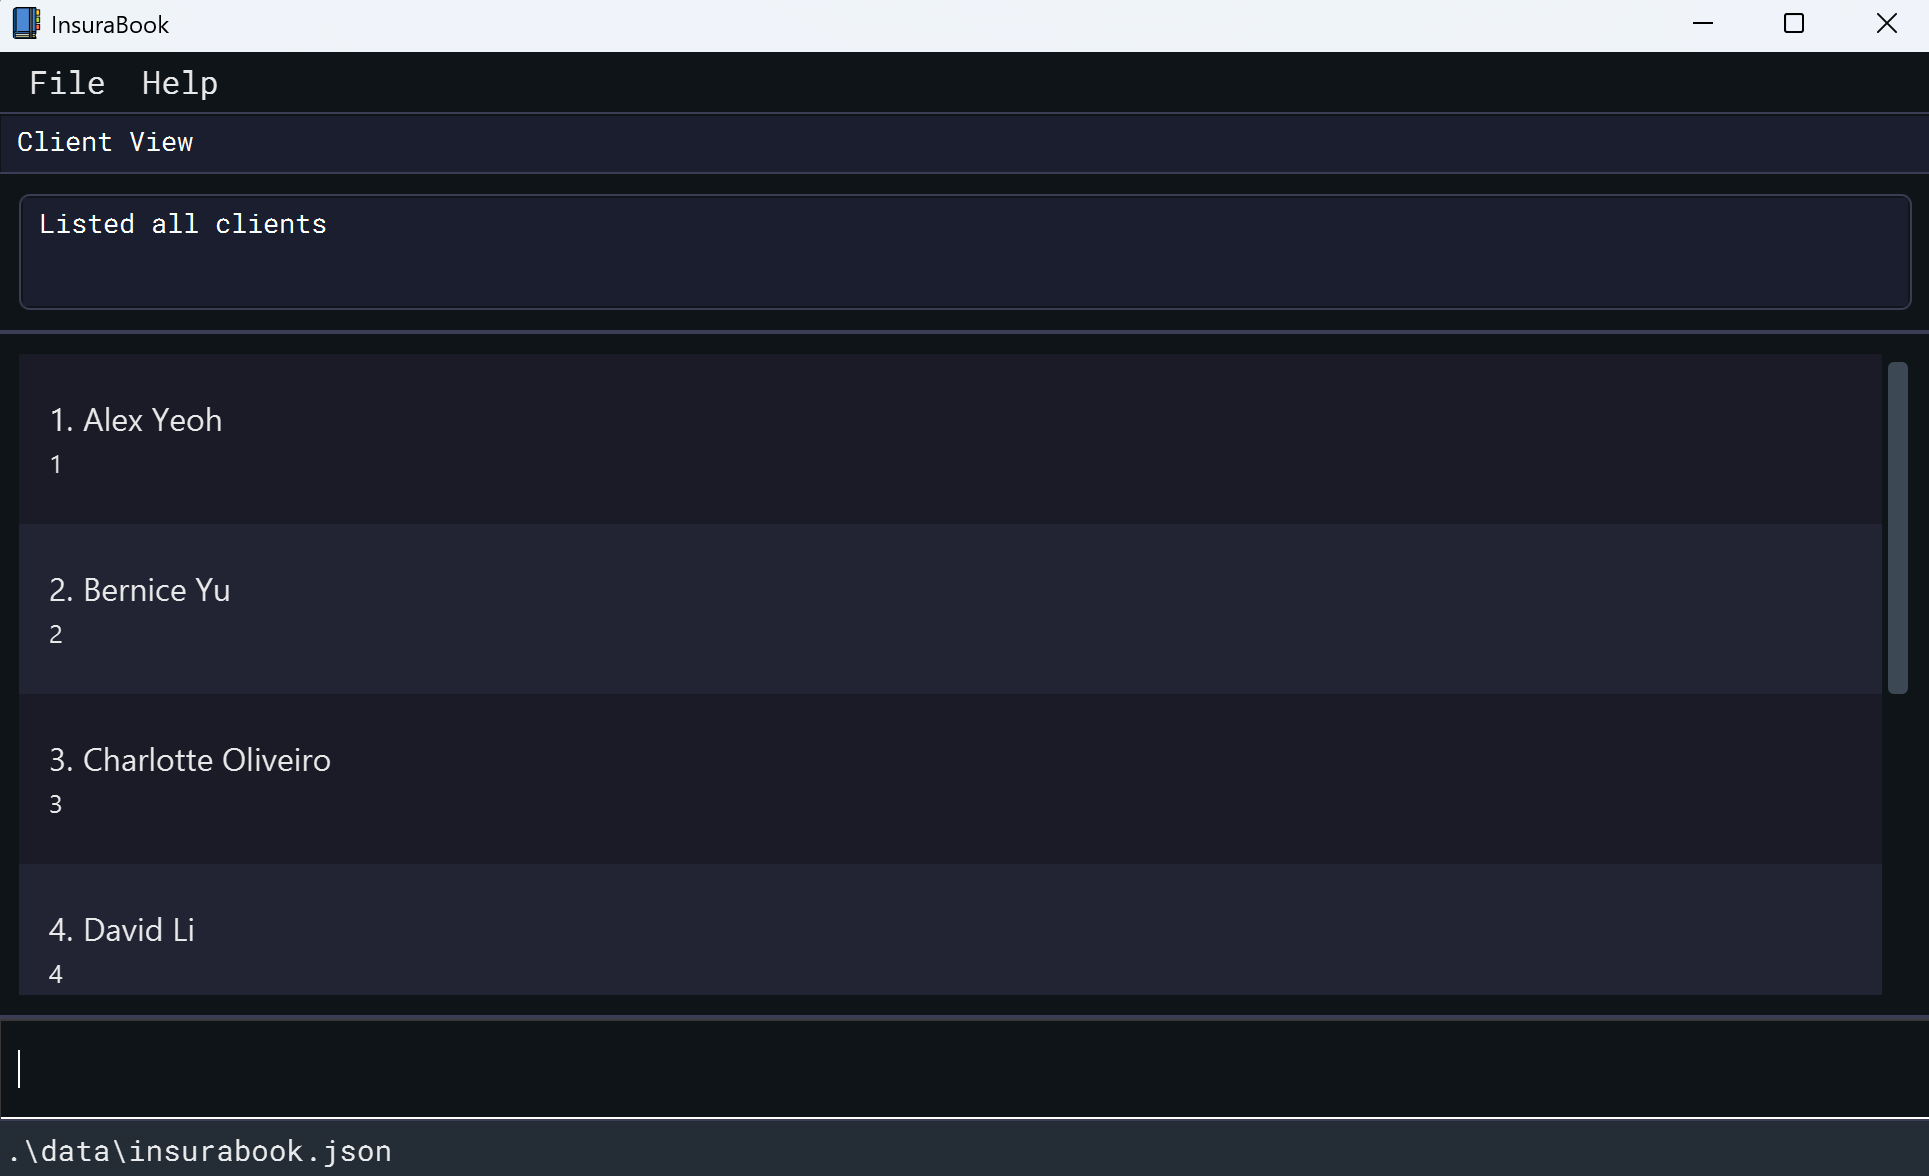 InsuraBook
File Help
Client View
Listed all clients
1. Alex Yeoh
1
2. Bernice Yu
2
3. Charlotte Oliveiro
3
4. David Li
4
.\data\insurabook.json